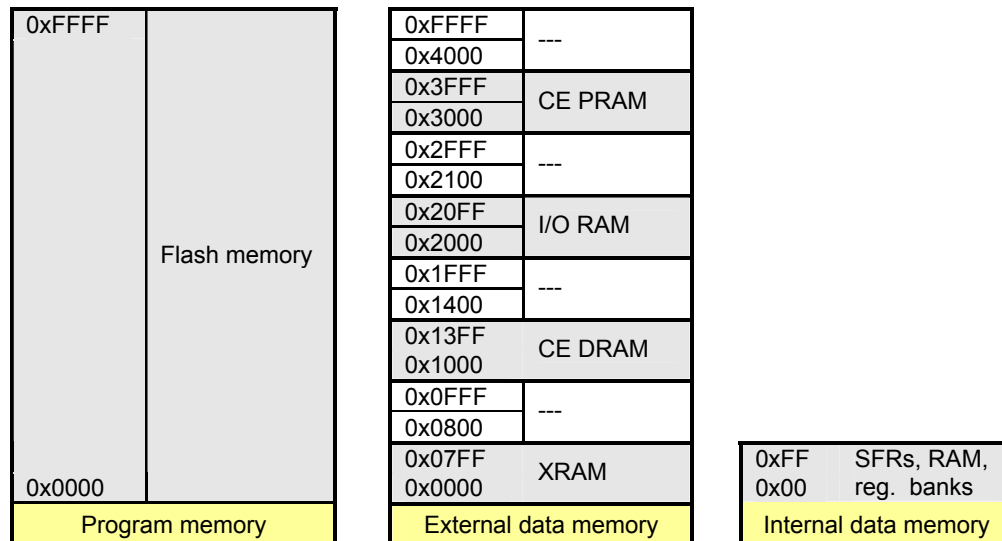 0xFFFF
Flash memory
0x0000
Program memory
0xFFFF
---
0x4000
0x3FFF
CE PRAM
0x3000
0x2FFF
---
0x2100
0x20FF
I/O RAM
0x2000
0x1FFF
---
0x1400
0x13FF
CE DRAM
0x1000
0x0FFF
---
0x0800
0x07FF
XRAM
0x0000
External data memory
0xFF SFRs, RAM,
0x00 reg. banks
Internal data memory